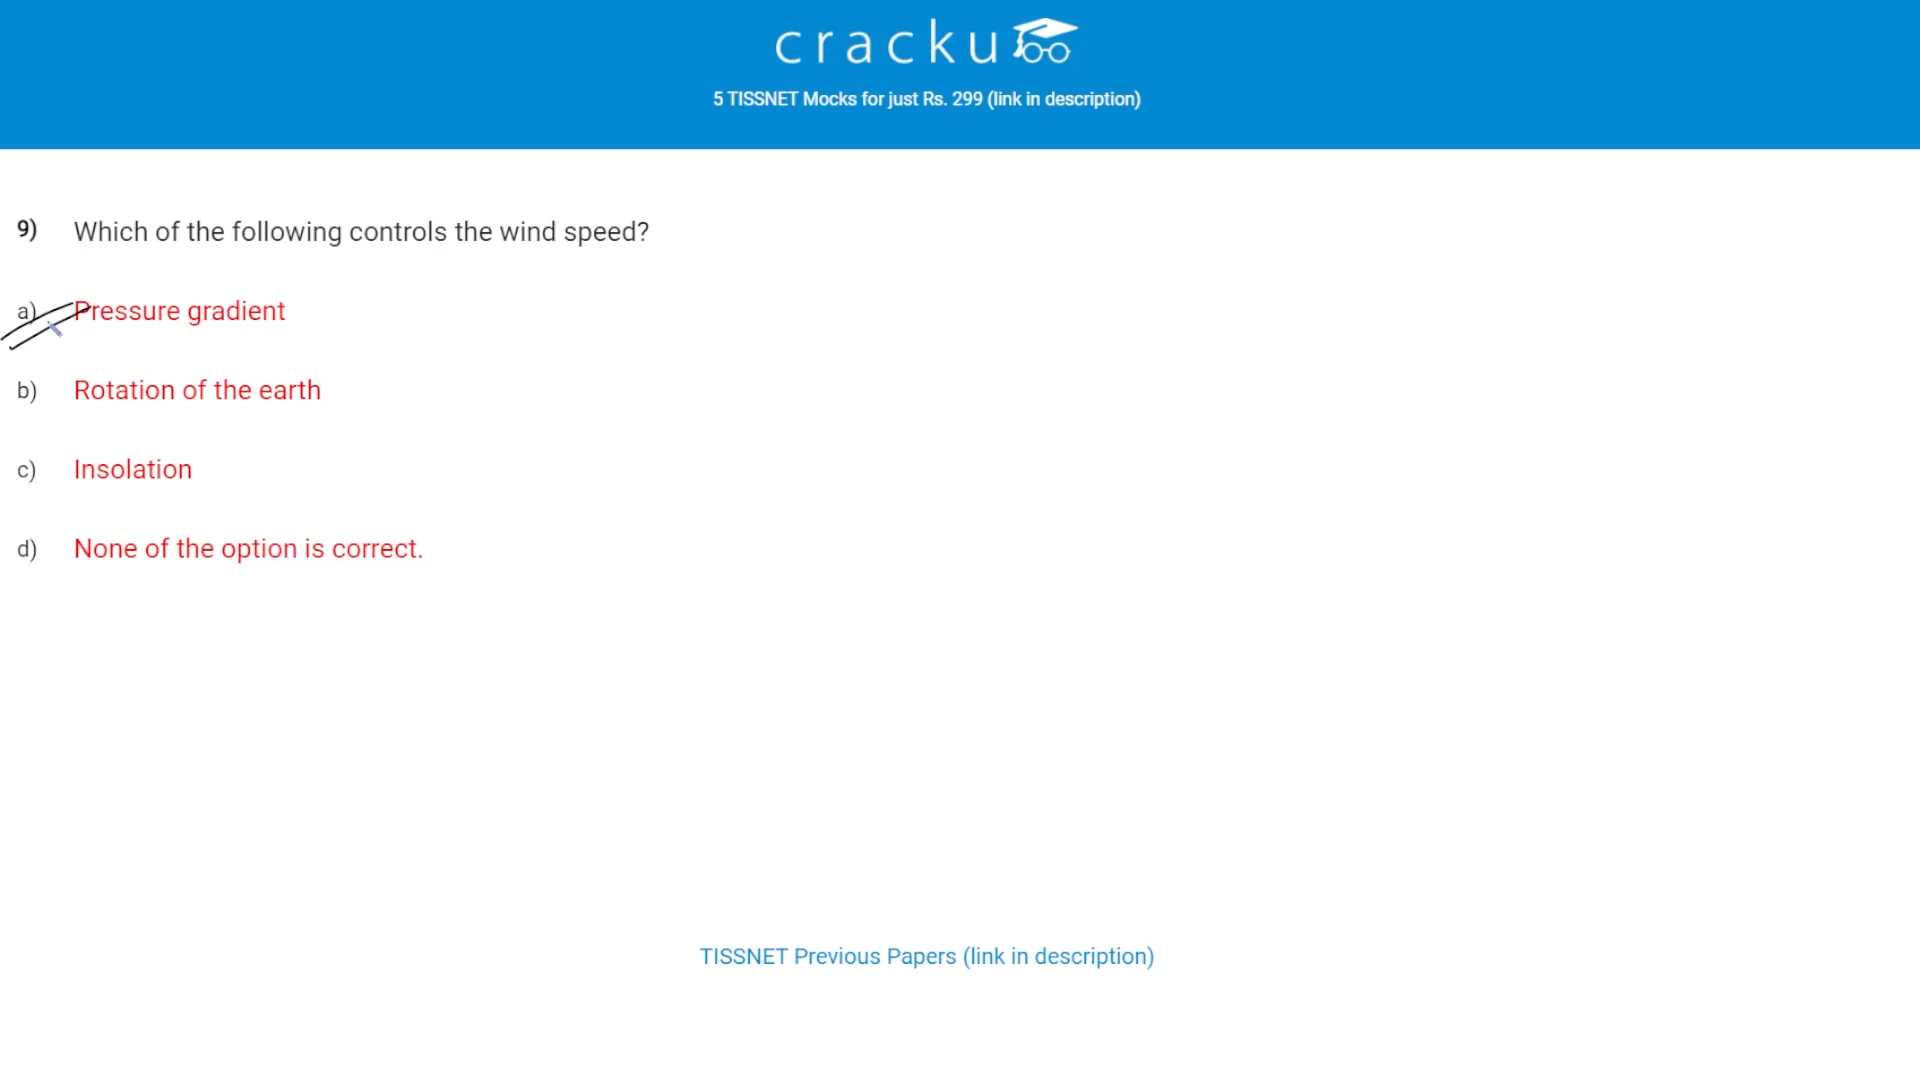 cracku
5 TISSNET Mocks for just Rs. 299 (link in description)
9) Which of the following controls the wind speed?
a) Pressure gradient
b) Rotation of the earth
c) Insolation
d) None of the option is correct.
TISSNET Previous Papers (link in description)